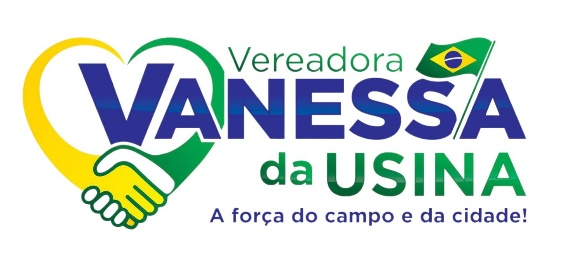 Vereadora
VANESSA
da USINA
A força do campo e da cidade!